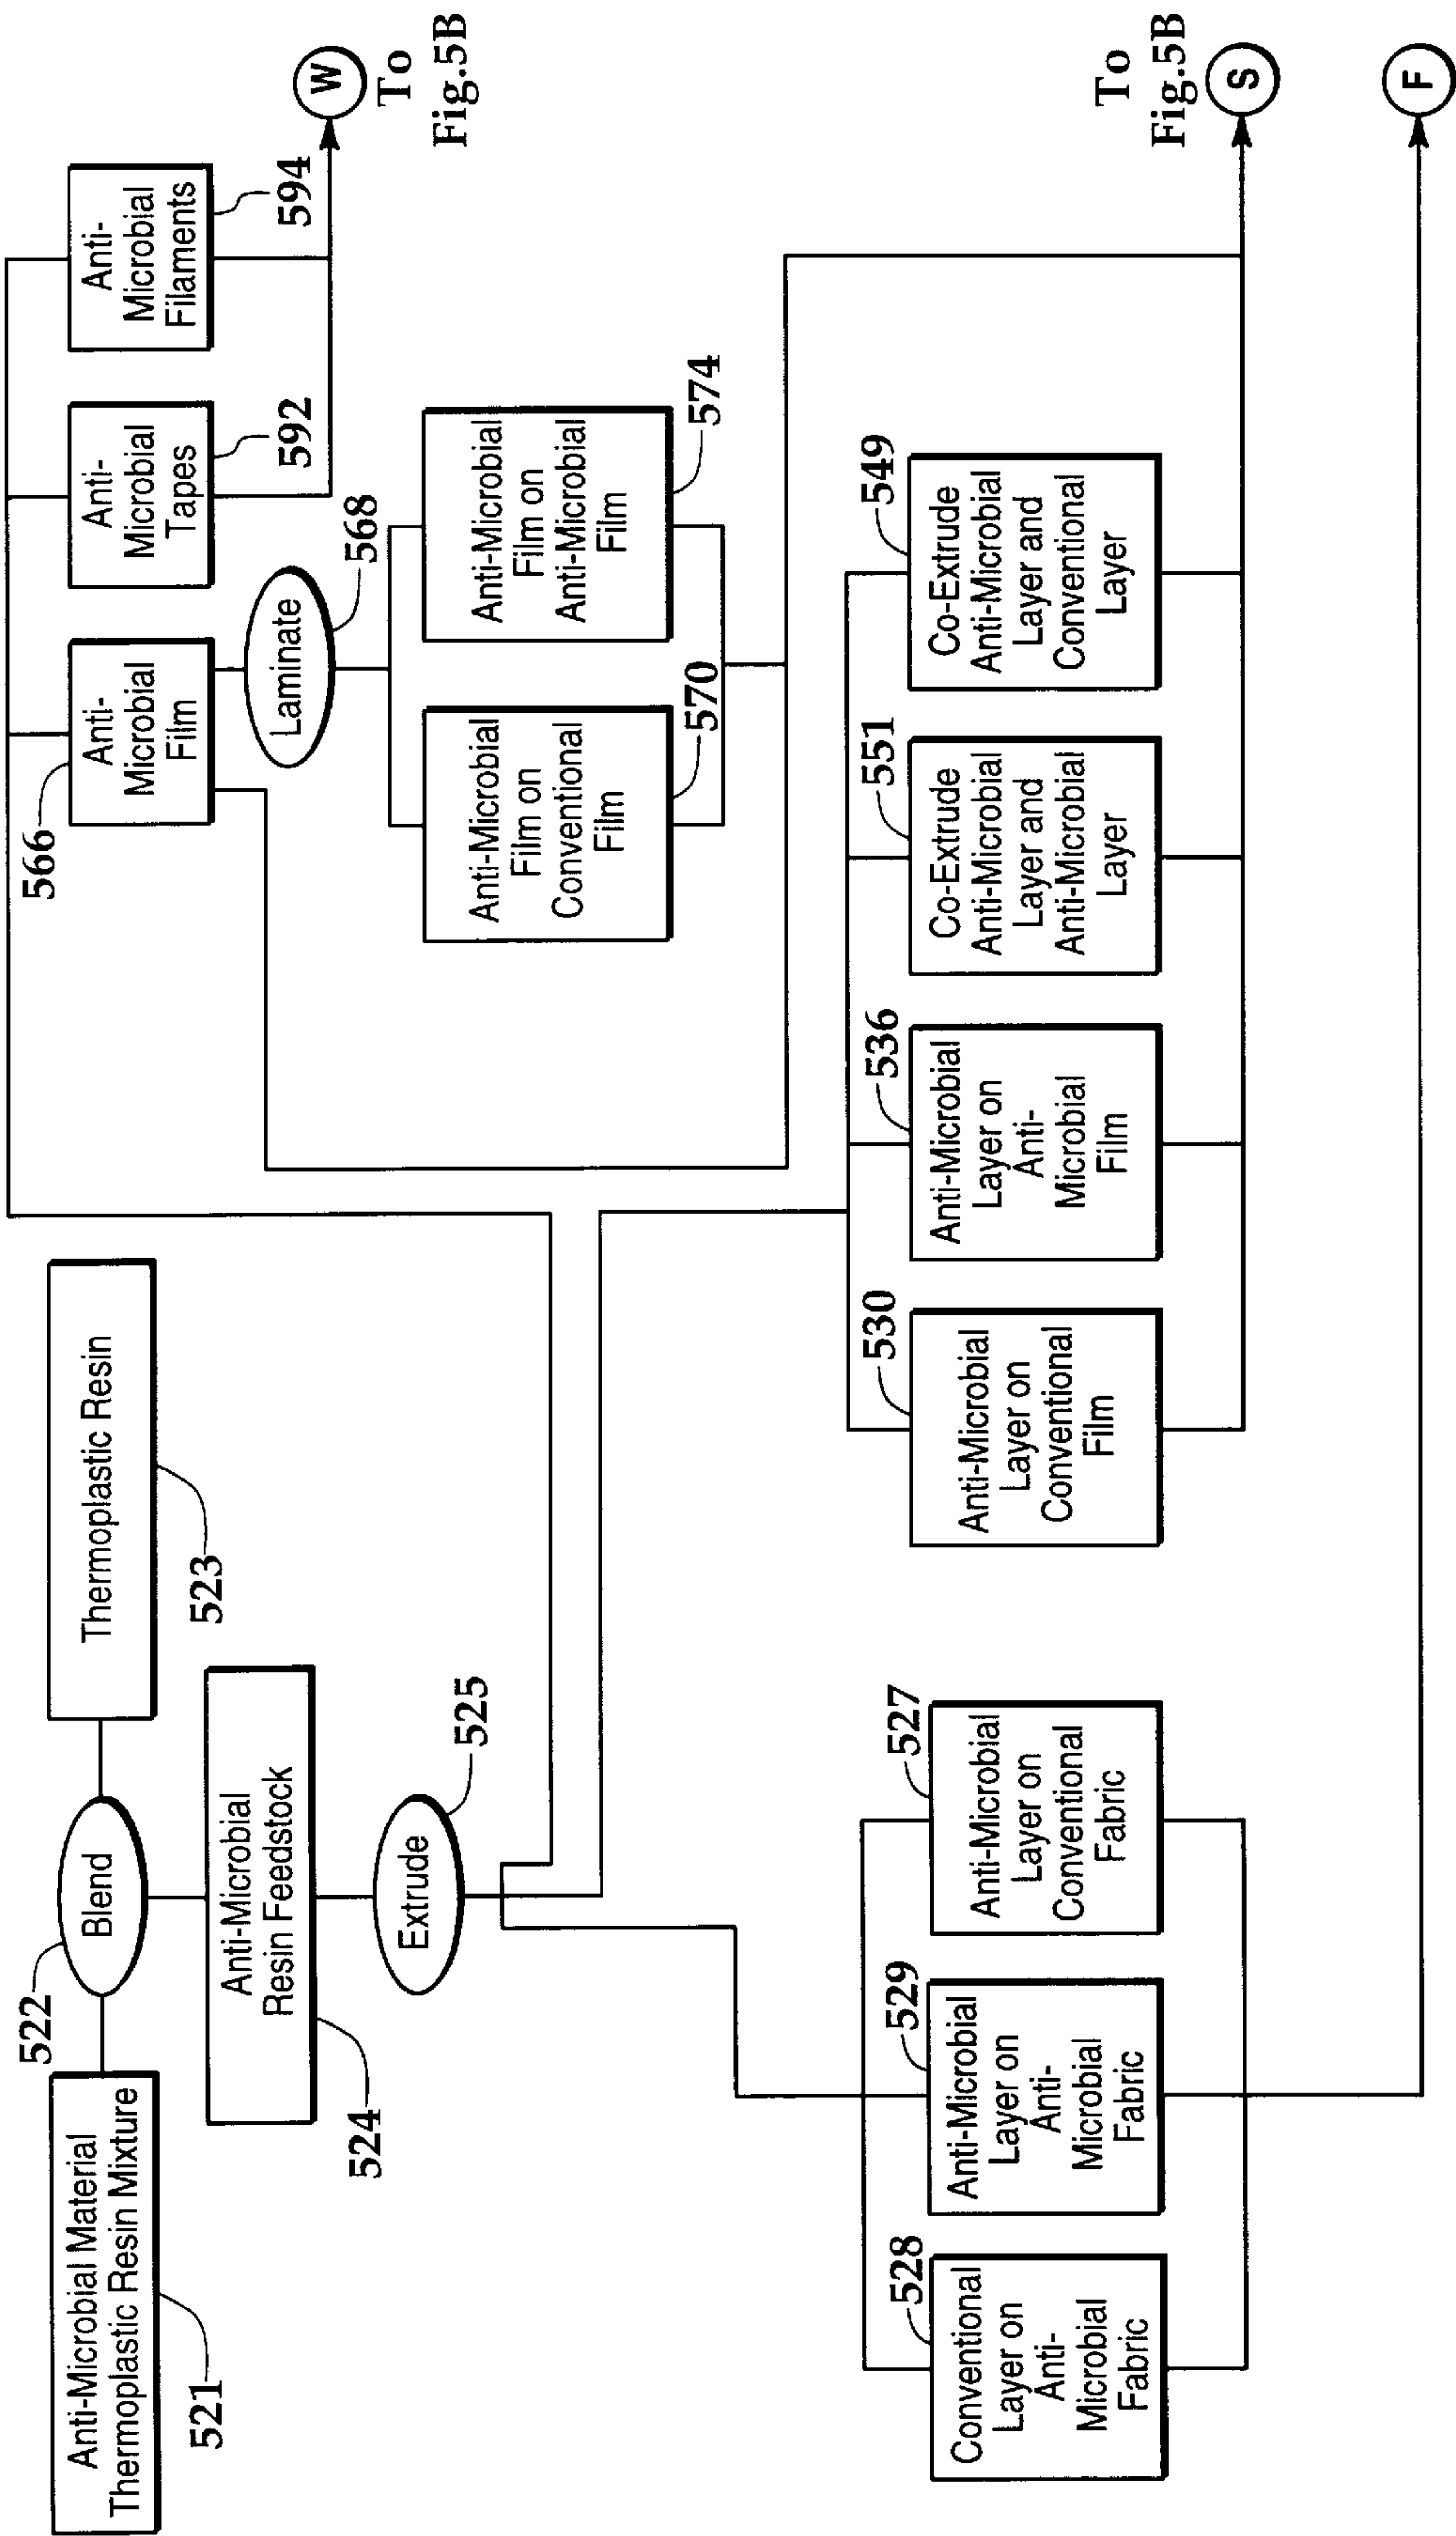 Anti-Microbial Material
Thermoplastic Resin Mixture
521
522
Blend
Thermoplastic Resin
523
Anti-Microbial
Resin Feedstock
524
Extrude
525
566
Anti-
Microbial
Film
Anti-
Microbial
Tapes
592
Anti-
Microbial
Filaments
594
W
To
Fig.5B
Laminate
568
Anti-Microbial
Film on
Conventional
Film
570
Anti-Microbial
Film on
Anti-Microbial
Film
574
528
Conventional
Layer on
Anti-
Microbial
Fabric
529
Anti-Microbial
Layer on
Anti-
Microbial
Fabric
527
Anti-Microbial
Layer on
Conventional
Fabric
530
Anti-Microbial
Layer on
Conventional
Film
536
Anti-Microbial
Layer on
Anti-
Microbial
Film
551
Co-Extrude
Anti-Microbial
Layer and
Anti-Microbial
Layer
549
Co-Extrude
Anti-Microbial
Layer and
Conventional
Layer
To
Fig.5B
S
F